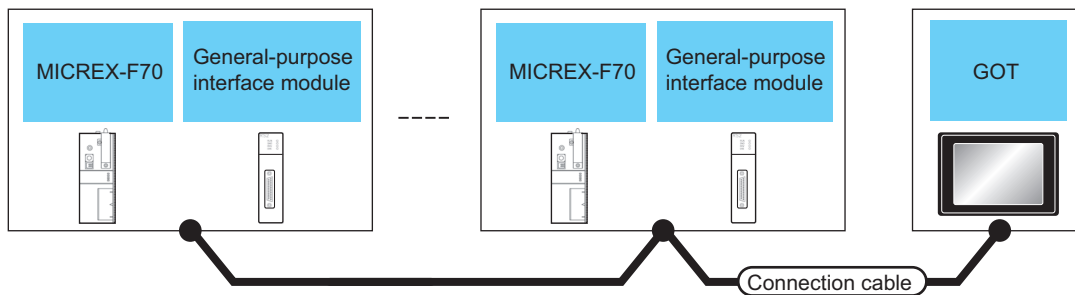 MICREX-F70
General-purpose
interface module
MICREX-F70
General-purpose
interface module
GOT
Connection cable